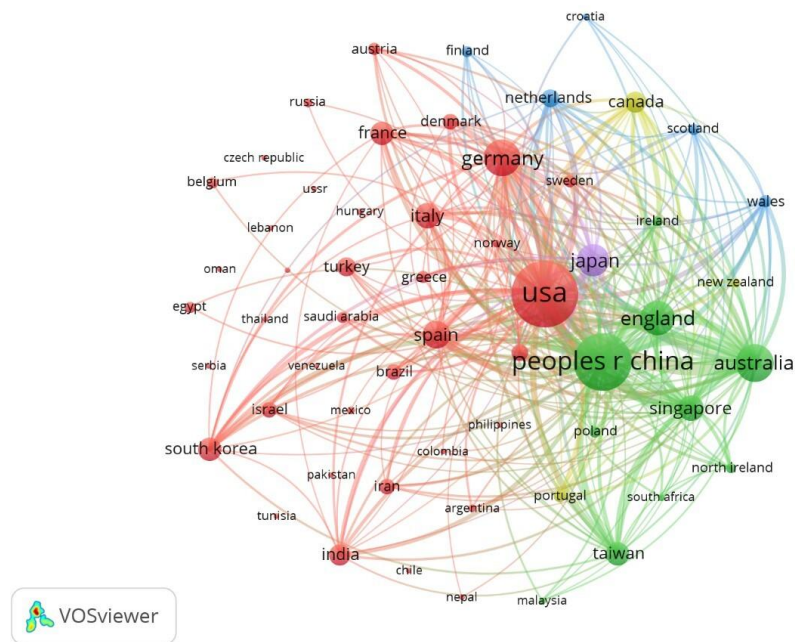 croatia
austria
finland
netherlands
canada
russia
denmark
scotland
france
germany
czech republic
sweden
belgium
ussr
wales
hungary
italy
ireland
lebanon
norway
japan
oman
turkey
greece
new zealand
usa
egypt
thailand
saudi arabia
england
spain
serbia
venezuela
brazil
peoples r china
australia
israel
mexico
singapore
philippines
poland
south korea
colombia
north ireland
pakistan
iran
portugal
south africa
argentina
tunisia
india
taiwan
chile
nepal
malaysia
VOSviewer